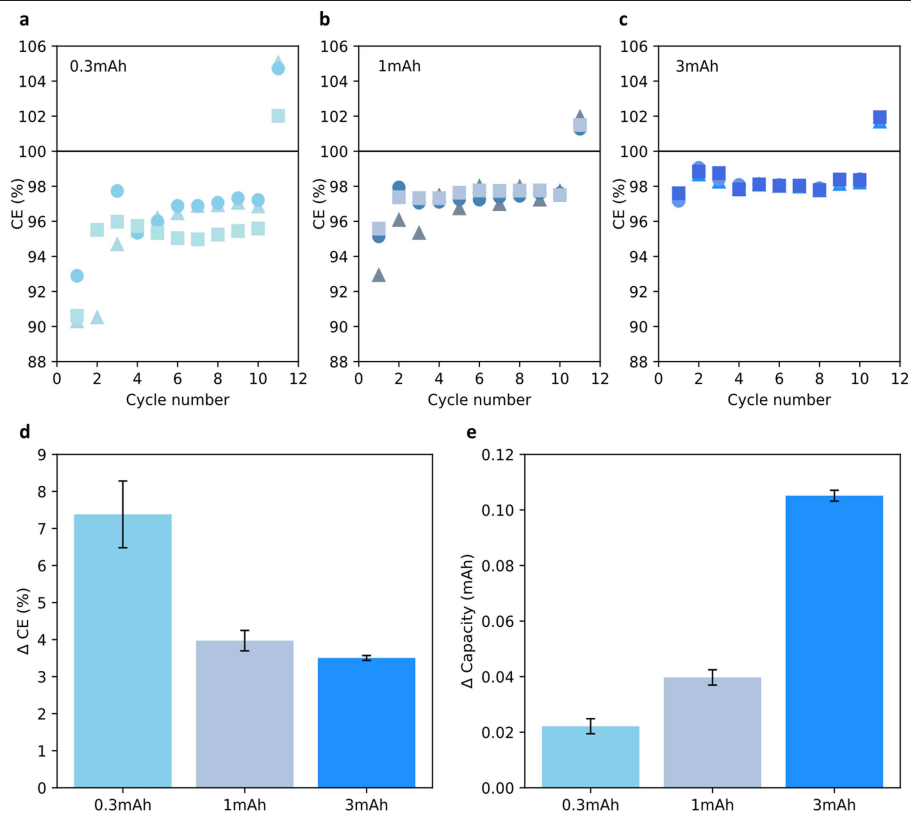 a
b
c
106
104
102
100
98
96
94
92
90
88
CE (%)
0.3mAh
0 2 4 6 8 10 12
Cycle number
106
104
102
100
98
96
94
92
90
88
CE (%)
1mAh
0 2 4 6 8 10 12
Cycle number
106
104
102
100
98
96
94
92
90
88
CE (%)
3mAh
0 2 4 6 8 10 12
Cycle number
d
9
8
7
6
5
4
3
2
1
0
Δ CE (%)
0.3mAh 1mAh 3mAh
e
0.12
0.10
0.08
0.06
0.04
0.02
0.00
Δ Capacity (mAh)
0.3mAh 1mAh 3mAh